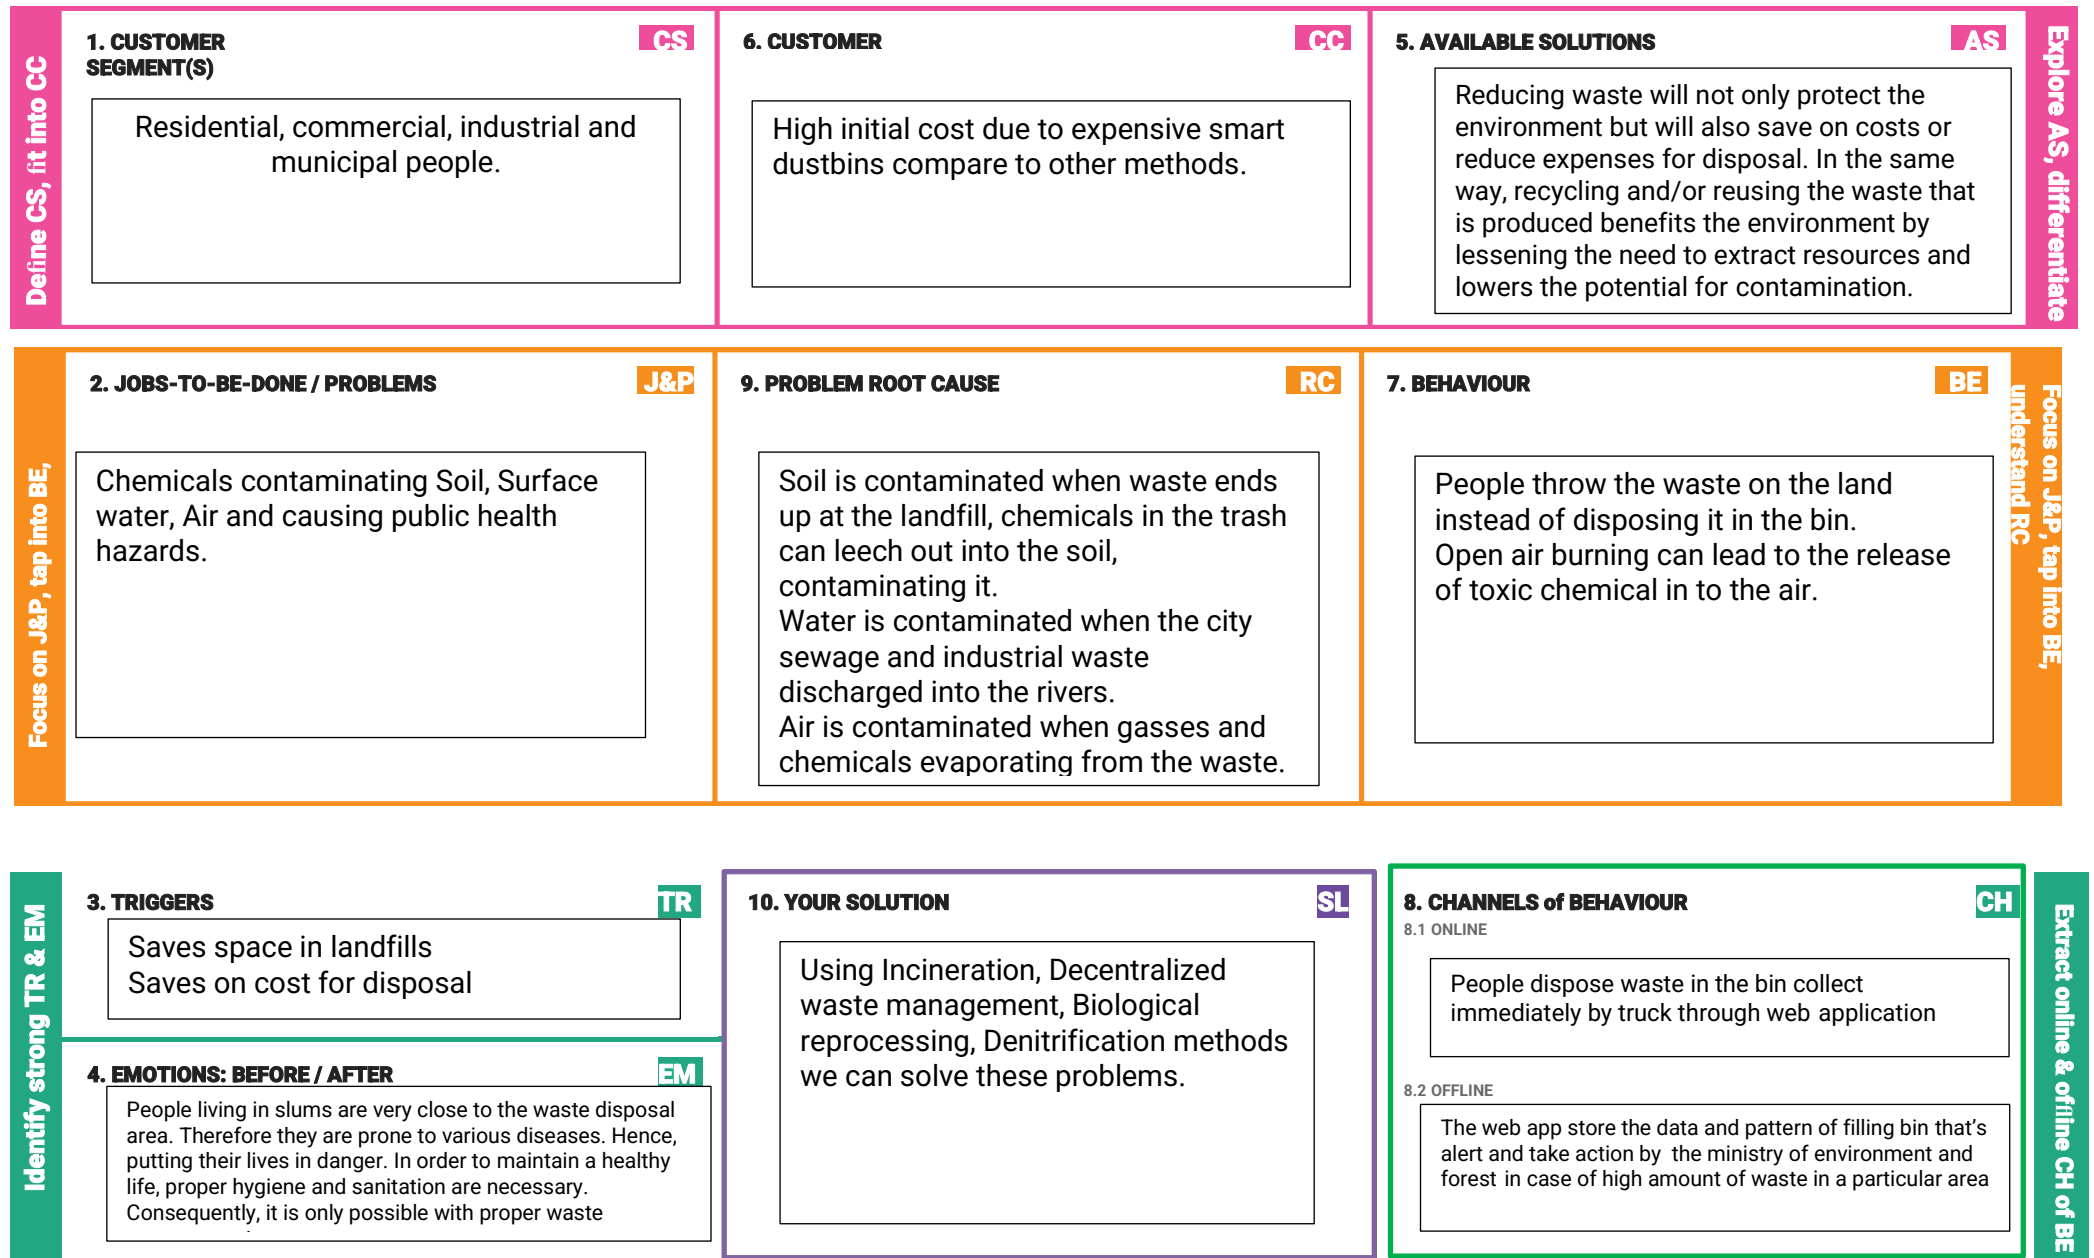 Define CS, fit into CC
1. CUSTOMER
SEGMENT(S)
CS
Residential, commercial, industrial and
municipal people.
6. CUSTOMER
CC
High initial cost due to expensive smart
dustbins compare to other methods.
5. AVAILABLE SOLUTIONS
AS
Reducing waste will not only protect the
environment but will also save on costs or
reduce expenses for disposal. In the same
way, recycling and/or reusing the waste that
is produced benefits the environment by
lessening the need to extract resources and
lowers the potential for contamination.
Explore AS, differentiate
Focus on J&P, tap into BE,
2. JOBS-TO-BE-DONE / PROBLEMS
J&P
Chemicals contaminating Soil, Surface
water, Air and causing public health
hazards.
9. PROBLEM ROOT CAUSE
RC
Soil is contaminated when waste ends
up at the landfill, chemicals in the trash
can leech out into the soil,
contaminating it.
Water is contaminated when the city
sewage and industrial waste
discharged into the rivers.
Air is contaminated when gasses and
chemicals evaporating from the waste.
7. BEHAVIOUR
BE
People throw the waste on the land
instead of disposing it in the bin.
Open air burning can lead to the release
of toxic chemical in to the air.
Focus on J&P, tap into BE,
understand RC
Identify strong TR & EM
3. TRIGGERS
TR
Saves space in landfills
Saves on cost for disposal
4. EMOTIONS: BEFORE / AFTER
EM
People living in slums are very close to the waste disposal
area. Therefore they are prone to various diseases. Hence,
putting their lives in danger. In order to maintain a healthy
life, proper hygiene and sanitation are necessary.
Consequently, it is only possible with proper waste
10. YOUR SOLUTION
SL
Using Incineration, Decentralized
waste management, Biological
reprocessing, Denitrification methods
we can solve these problems.
8. CHANNELS of BEHAVIOUR
CH
8.1 ONLINE
People dispose waste in the bin collect
immediately by truck through web application
8.2 OFFLINE
The web app store the data and pattern of filling bin that's
alert and take action by the ministry of environment and
forest in case of high amount of waste in a particular area
Extract online & offline CH of BE